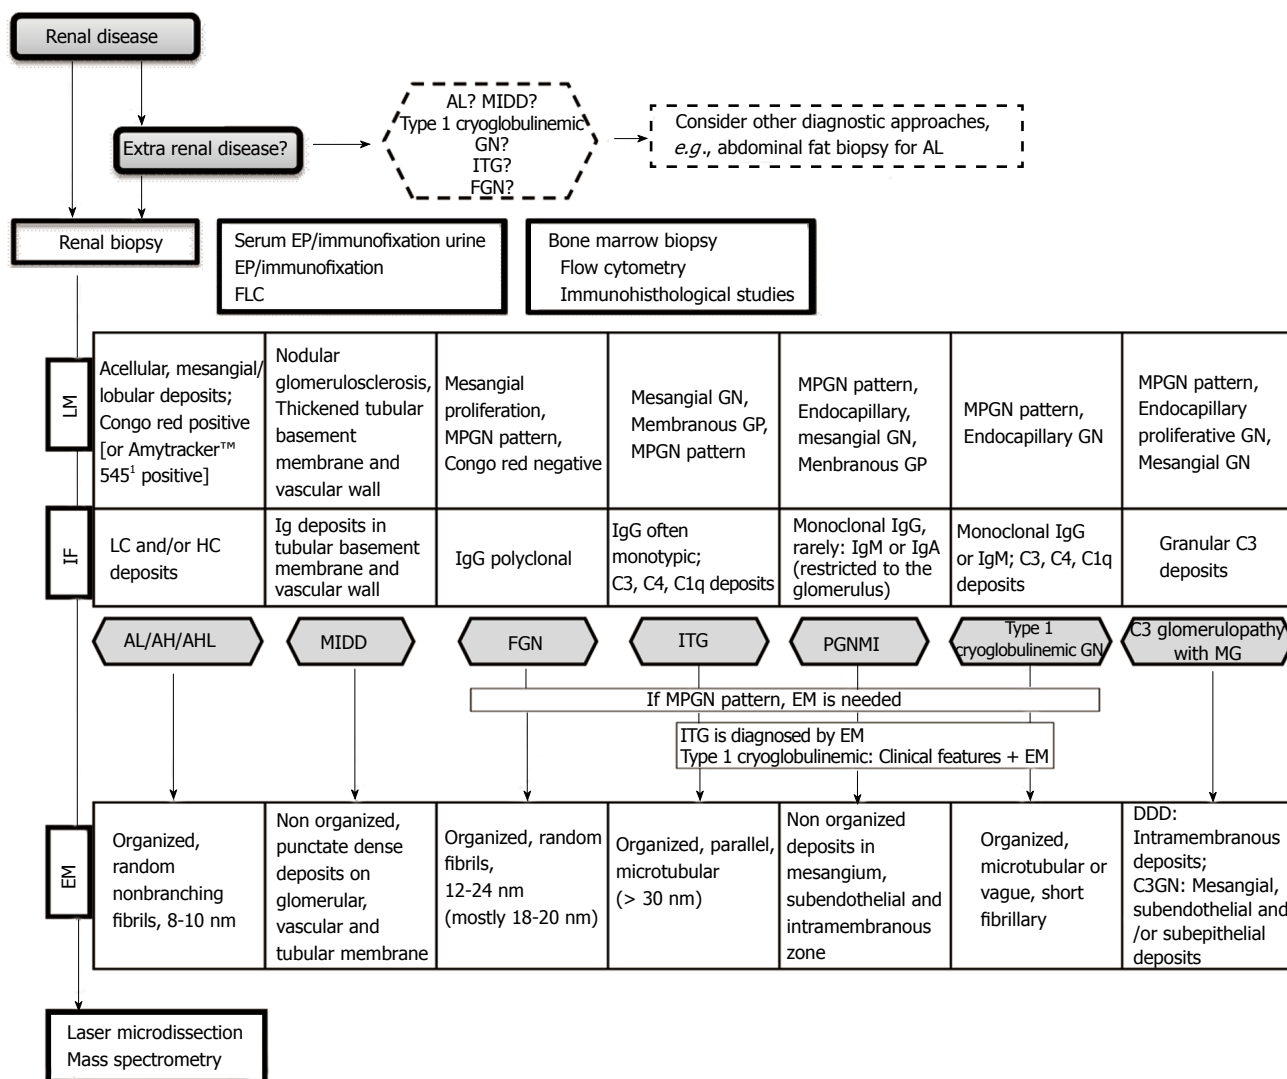 Renal disease
AL? MIDD?
Type 1 cryoglobulinemic
GN?
ITG?
FGN?
Consider other diagnostic approaches,
e.g., abdominal fat biopsy for AL
Extra renal disease?
Renal biopsy
Serum EP/immunofixation urine
EP/immunofixation
FLC
Bone marrow biopsy
Flow cytometry
Immunohisthological studies
LM
Acellular, mesangial/
lobular deposits;
Congo red positive
[or Amytracker™
545¹ positive]
Nodular
glomerulosclerosis,
Thickened tubular
basement
membrane and
vascular wall
Mesangial
proliferation,
MPGN pattern,
Congo red negative
Mesangial GN,
Membranous GP,
MPGN pattern
MPGN pattern,
Endocapillary,
mesangial GN,
Menbranous GP
MPGN pattern,
Endocapillary GN
MPGN pattern,
Endocapillary
proliferative GN,
Mesangial GN
IF
LC and/or HC
deposits
Ig deposits in
tubular basement
membrane and
vascular wall
IgG polyclonal
IgG often
monotypic;
C3, C4, C1q deposits
Monoclonal IgG,
rarely: IgM or IgA
(restricted to the
glomerulus)
Monoclonal IgG
or IgM; C3, C4, C1q
deposits
Granular C3
deposits
AL/AH/AHL
MIDD
FGN
ITG
PGNMI
Type 1
cryoglobulinemic GN
C3 glomerulopathy
with MG
If MPGN pattern, EM is needed
ITG is diagnosed by EM
Type 1 cryoglobulinemic: Clinical features + EM
EM
Organized,
random
nonbranching
fibrils, 8-10 nm
Non organized,
punctate dense
deposits on
glomerular,
vascular and
tubular membrane
Organized, random
fibrils,
12-24 nm
(mostly 18-20 nm)
Organized, parallel,
microtubular
(> 30 nm)
Non organized
deposits in
mesangium,
subendothelial and
intramembranous
zone
Organized,
microtubular or
vague, short
fibrillary
DDD:
Intramembranous
deposits;
C3GN: Mesangial,
subendothelial and
/or subepithelial
deposits
Laser microdissection
Mass spectrometry